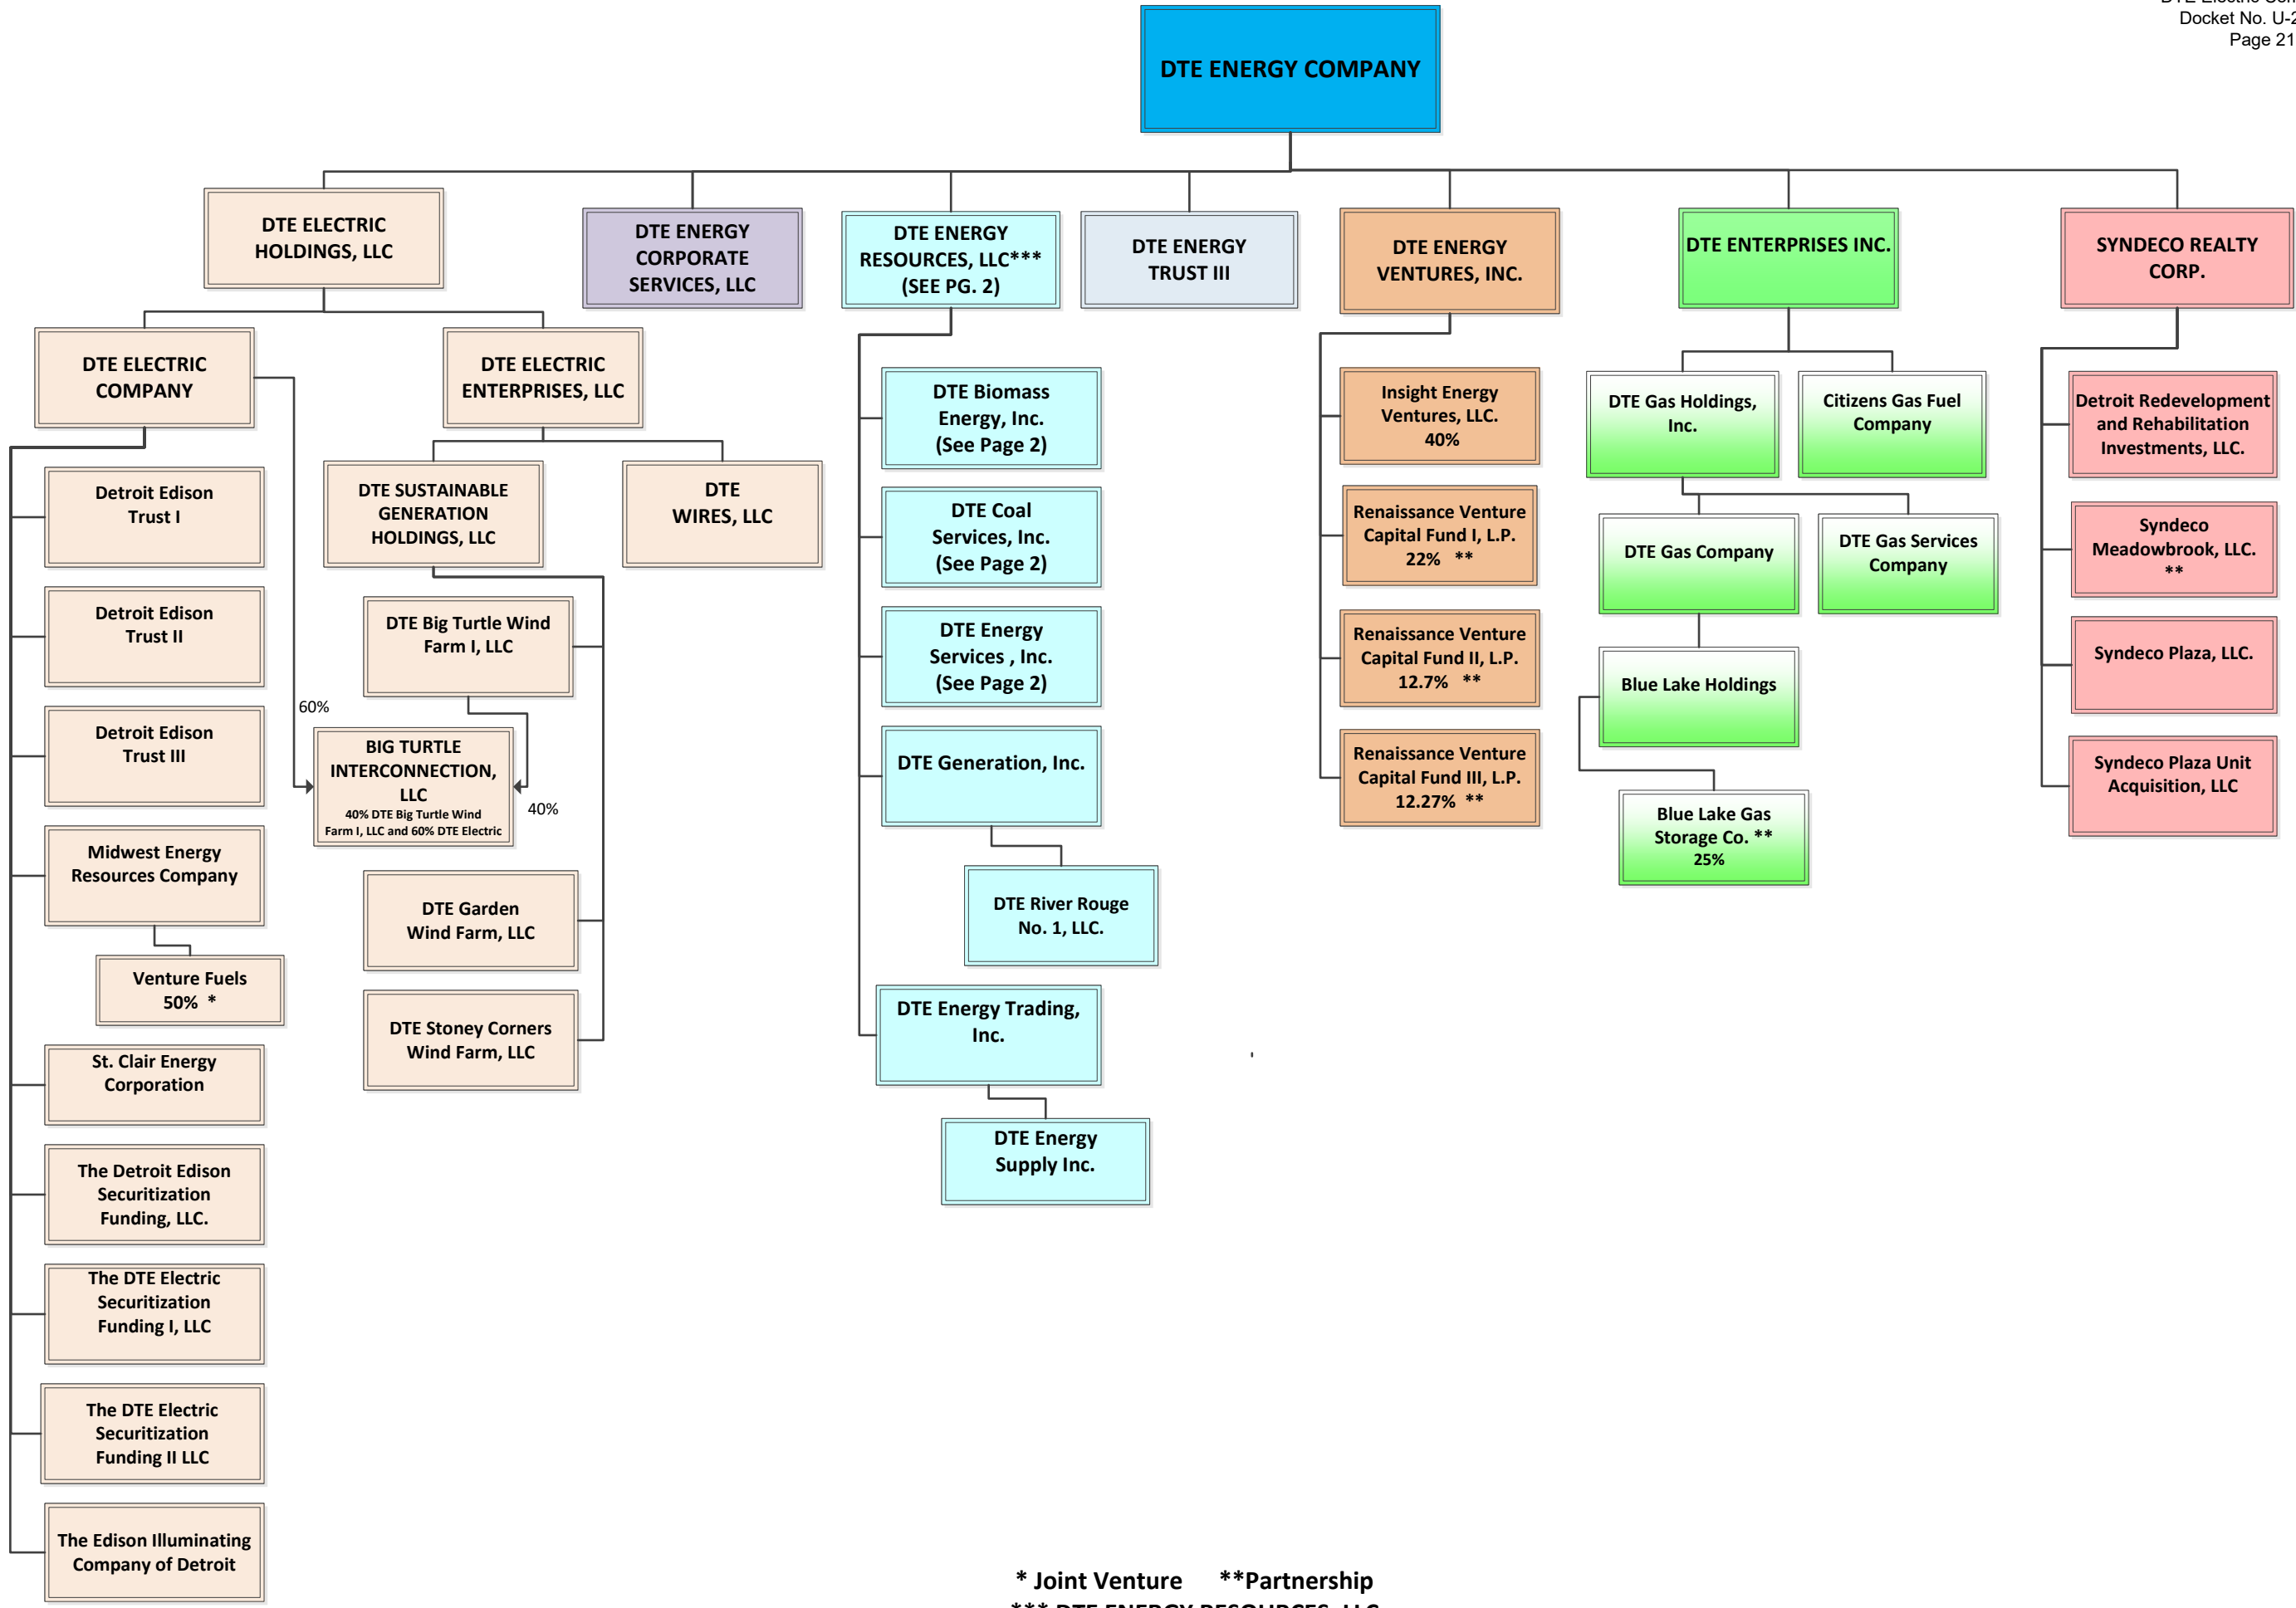 Docket No. U-2
Page 21
DTE ENERGY COMPANY
DTE ELECTRIC
HOLDINGS, LLC
DTE ENERGY
CORPORATE
SERVICES, LLC
DTE ENERGY
RESOURCES, LLC***
(SEE PG. 2)
DTE ENERGY
TRUST III
DTE ENERGY
VENTURES, INC.
DTE ENTERPRISES INC.
SYNDECO REALTY
CORP.
DTE ELECTRIC
COMPANY
DTE ELECTRIC
ENTERPRISES, LLC
Detroit Edison
Trust I
Detroit Edison
Trust II
Detroit Edison
Trust III
Midwest Energy
Resources Company
Venture Fuels
50% *
St. Clair Energy
Corporation
The Detroit Edison
Securitization
Funding, LLC.
The DTE Electric
Securitization
Funding I, LLC
The DTE Electric
Securitization
Funding II LLC
The Edison Illuminating
Company of Detroit
DTE SUSTAINABLE
GENERATION
HOLDINGS, LLC
DTE
WIRES, LLC
DTE Big Turtle Wind
Farm I, LLC
60%
BIG TURTLE
INTERCONNECTION,
LLC
40% DTE Big Turtle Wind
Farm I, LLC and 60% DTE Electric
40%
DTE Garden
Wind Farm, LLC
DTE Stoney Corners
Wind Farm, LLC
DTE Biomass
Energy, Inc.
(See Page 2)
DTE Coal
Services, Inc.
(See Page 2)
DTE Energy
Services , Inc.
(See Page 2)
DTE Generation, Inc.
DTE River Rouge
No. 1, LLC.
DTE Energy Trading,
Inc.
DTE Energy
Supply Inc.
Insight Energy
Ventures, LLC.
40%
Renaissance Venture
Capital Fund I, L.P.
22% **
Renaissance Venture
Capital Fund II, L.P.
12.7% **
Renaissance Venture
Capital Fund III, L.P.
12.27% **
DTE Gas Holdings,
Inc.
Citizens Gas Fuel
Company
DTE Gas Company
DTE Gas Services
Company
Blue Lake Holdings
Blue Lake Gas
Storage Co. **
25%
Detroit Redevelopment
and Rehabilitation
Investments, LLC.
Syndeco
Meadowbrook, LLC.
**
Syndeco Plaza, LLC.
Syndeco Plaza Unit
Acquisition, LLC
* Joint Venture **Partnership
*** DTE ENERGY RESOURCES, LLC